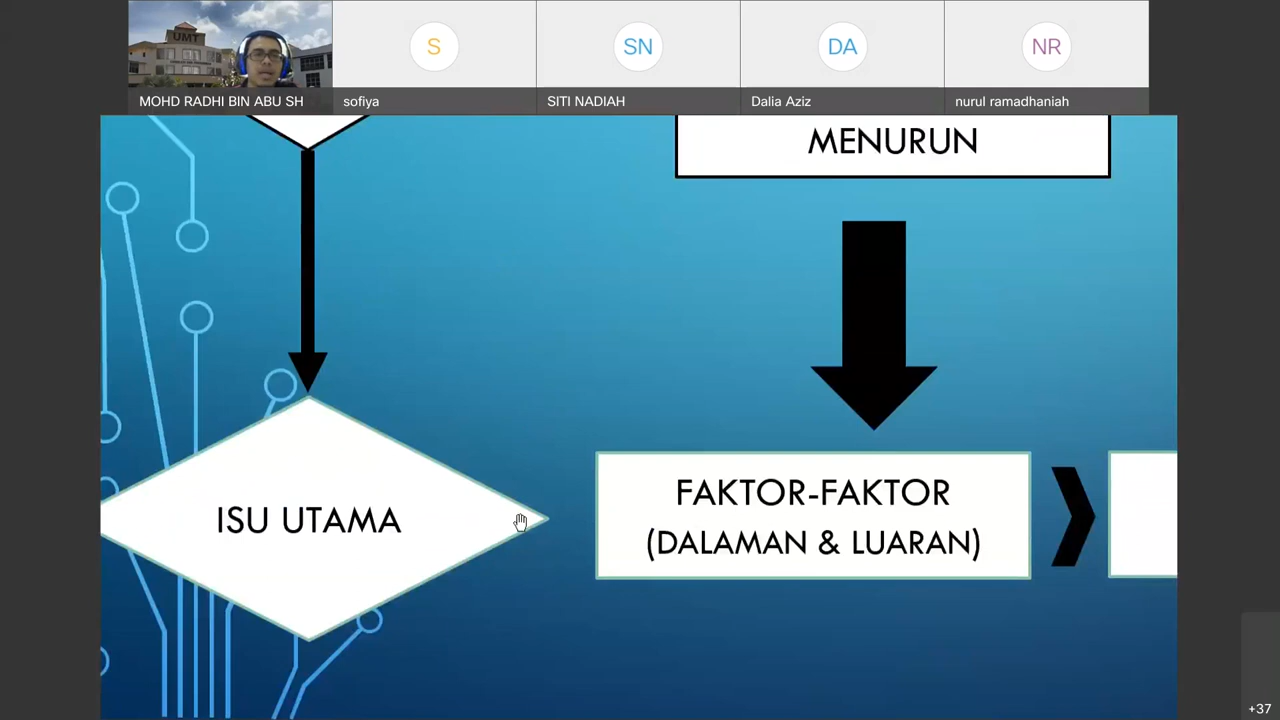 UMT
S
SN
DA
NR
MOHD RADHI BIN ABU SH
sofiya
SITI NADIAH
Dalia Aziz
nurul ramadhaniah
MENURUN
ISU UTAMA
FAKTOR-FAKTOR
(DALAMAN & LUARAN)
+37